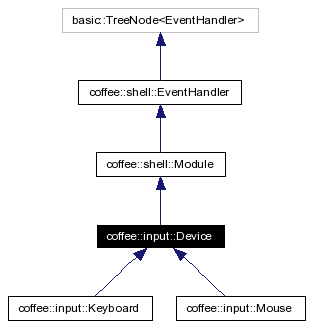 basic::TreeNode<EventHandler>
coffee::shell::EventHandler
coffee::shell::Module
coffee::input::Device
coffee::input::Keyboard
coffee::input::Mouse